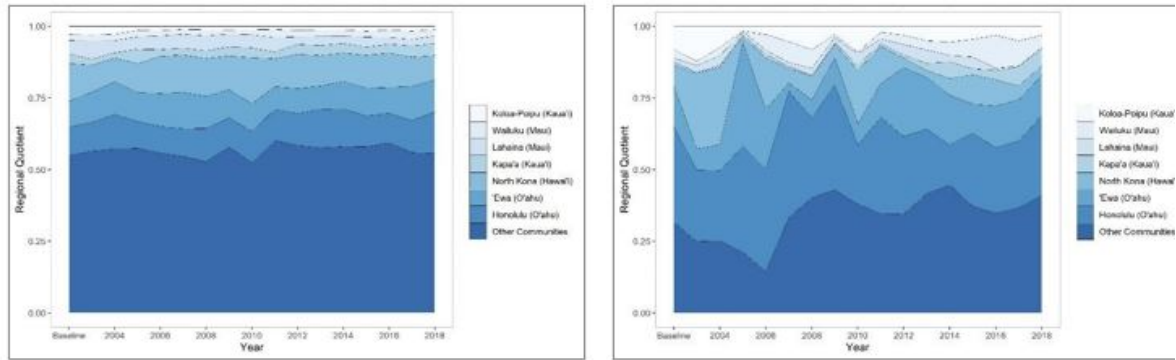 1.00
0.75
0.50
0.25
0.00
Regional Quotient
Baseline 2004 2006 2008 2010 2012 2014 2016 2018
Year
Koloa-Poipu (Kaua'i)
Wailuku (Maui)
Lahaina (Maui)
Kapa'a (Kaua'i)
North Kona (Hawai'i)
'Ewa (O'ahu)
Honolulu (O'ahu)
Other Communities
1.00
0.75
0.50
0.25
0.00
Regional Quotient
Baseline 2004 2006 2008 2010 2012 2014 2016 2018
Year
Koloa-Poipu (Kaua'
Wailuku (Maui)
Lahaina (Maui)
Kapa'a (Kaua'i)
North Kona (Hawai'
'Ewa (O'ahu)
Honolulu (O'ahu)
Other Communities